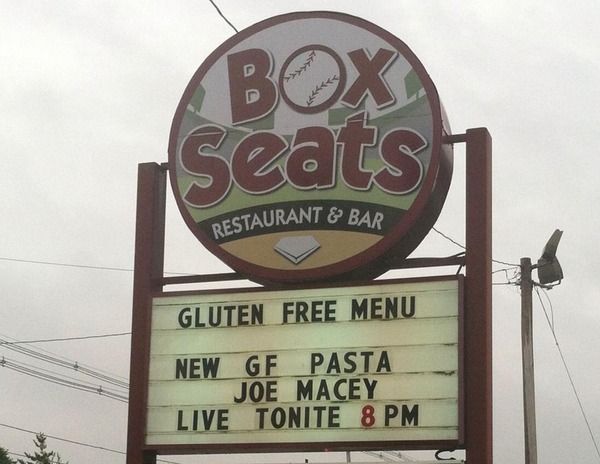 BOX
Seats
RESTAURANT & BAR
GLUTEN FREE MENU
NEW GF PASTA
JOE MACEY
LIVE TONITE 8 PM